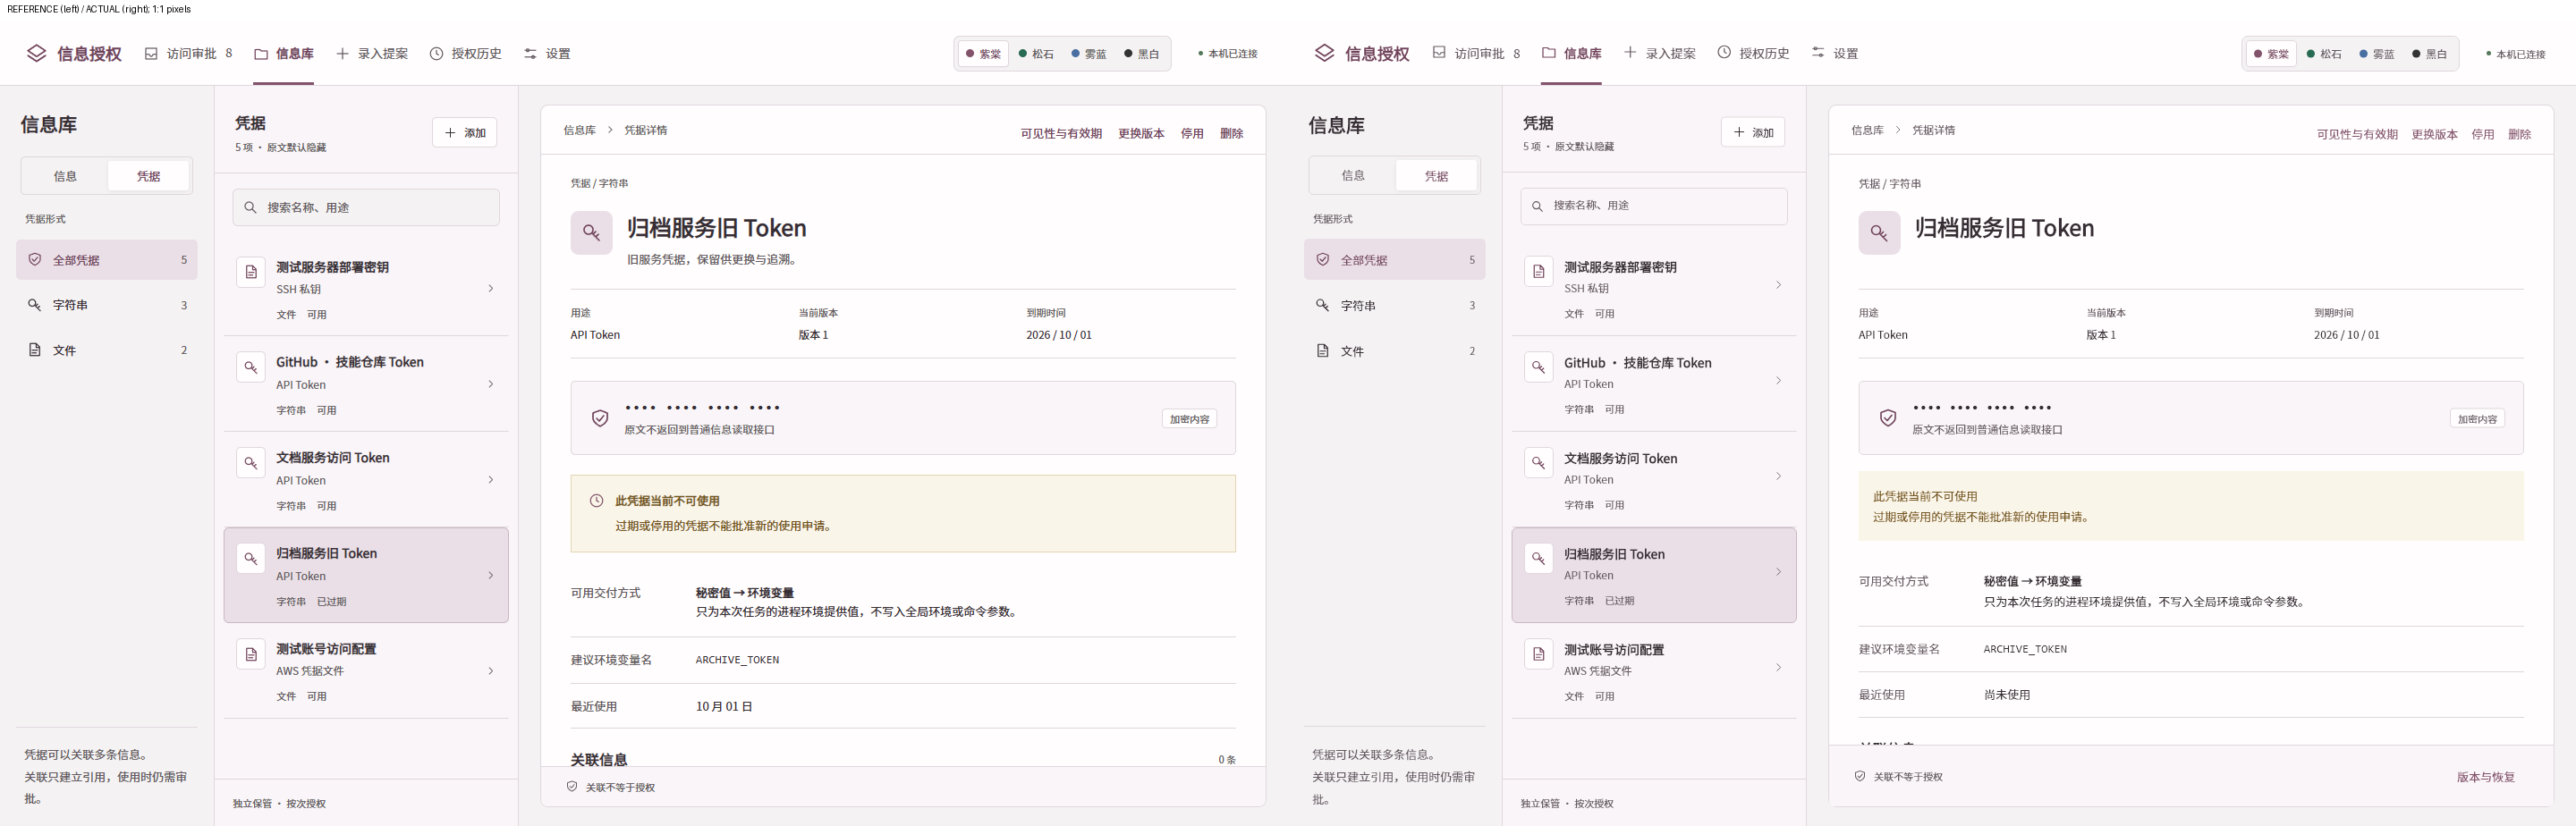 REFERENCE (left) / ACTUAL (right); 1:1 pixels
信息授权
访问审批 8
信息库
录入提案
授权历史
设置
紫棠
松石
雾蓝
黑白
本机已连接
信息库
信息
凭据
凭据形式
全部凭据 5
字符串 3
文件 2
凭据可以关联多条信息。
关联只建立引用，使用时仍需审
批。
凭据
5 项 · 原文默认隐藏
添加
搜索名称、用途
测试服务器部署密钥
SSH 私钥
文件 可用
GitHub · 技能仓库 Token
API Token
字符串 可用
文档服务访问 Token
API Token
字符串 可用
归档服务旧 Token
API Token
字符串 已过期
测试账号访问配置
AWS 凭据文件
文件 可用
独立保管 · 按次授权
信息库 > 凭据详情
可见性与有效期 更换版本 停用 删除
凭据 / 字符串
归档服务旧 Token
旧服务凭据，保留供更换与追溯。
用途 当前版本 到期时间
API Token 版本 1 2026 / 10 / 01
•••• •••• •••• ••••
原文不返回到普通信息读取接口
加密内容
此凭据当前不可使用
过期或停用的凭据不能批准新的使用申请。
可用交付方式 秘密值 → 环境变量
只为本次任务的进程环境提供值，不写入全局环境或命令参数。
建议环境变量名 ARCHIVE_TOKEN
最近使用 10 月 01 日
关联信息 0 条
关联不等于授权
信息授权
访问审批 8
信息库
录入提案
授权历史
设置
紫棠
松石
雾蓝
黑白
本机已连接
信息库
信息
凭据
凭据形式
全部凭据 5
字符串 3
文件 2
凭据可以关联多条信息。
关联只建立引用，使用时仍需审
批。
凭据
5 项 · 原文默认隐藏
添加
搜索名称、用途
测试服务器部署密钥
SSH 私钥
文件 可用
GitHub · 技能仓库 Token
API Token
字符串 可用
文档服务访问 Token
API Token
字符串 可用
归档服务旧 Token
API Token
字符串 已过期
测试账号访问配置
AWS 凭据文件
文件 可用
独立保管 · 按次授权
信息库 > 凭据详情
可见性与有效期 更换版本 停用 删除
凭据 / 字符串
归档服务旧 Token
用途 当前版本 到期时间
API Token 版本 1 2026 / 10 / 01
•••• •••• •••• ••••
原文不返回到普通信息读取接口
加密内容
此凭据当前不可使用
过期或停用的凭据不能批准新的使用申请。
可用交付方式 秘密值 → 环境变量
只为本次任务的进程环境提供值，不写入全局环境或命令参数。
建议环境变量名 ARCHIVE_TOKEN
最近使用 尚未使用
关联不等于授权
版本与恢复